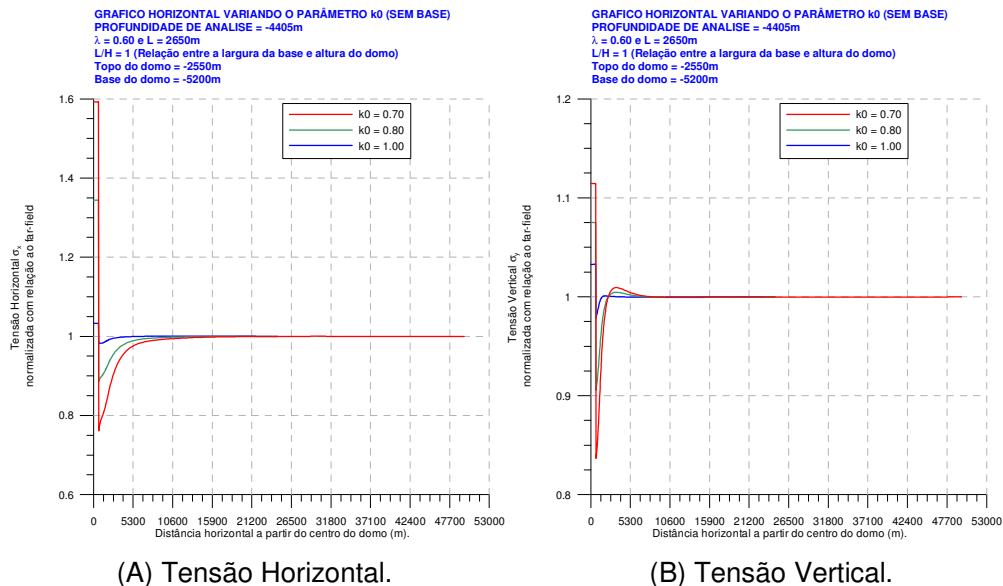 GRAFICO HORIZONTAL VARIANDO O PARÂMETRO k0 (SEM BASE)
PROFUNDIDADE DE ANALISE = -4405m
λ = 0.60 e L = 2650m
L/H = 1 (Relação entre a largura da base e altura do domo)
Topo do domo = -2550m
Base do domo = -5200m
1.6
1.4
1.2
1
0.8
0.6
Tensão Horizontal σx
normalizada com relação ao far-field
k0 = 0.70
k0 = 0.80
k0 = 1.00
0 5300 10600 15900 21200 26500 31800 37100 42400 47700 53000
Distância horizontal a partir do centro do domo (m).
(A) Tensão Horizontal.
GRAFICO HORIZONTAL VARIANDO O PARÂMETRO k0 (SEM BASE)
PROFUNDIDADE DE ANALISE = -4405m
λ = 0.60 e L = 2650m
L/H = 1 (Relação entre a largura da base e altura do domo)
Topo do domo = -2550m
Base do domo = -5200m
1.2
1.1
1
0.9
0.8
Tensão Vertical σy
normalizada com relação ao far-field
k0 = 0.70
k0 = 0.80
k0 = 1.00
0 5300 10600 15900 21200 26500 31800 37100 42400 47700 53000
Distância horizontal a partir do centro do domo (m).
(B) Tensão Vertical.